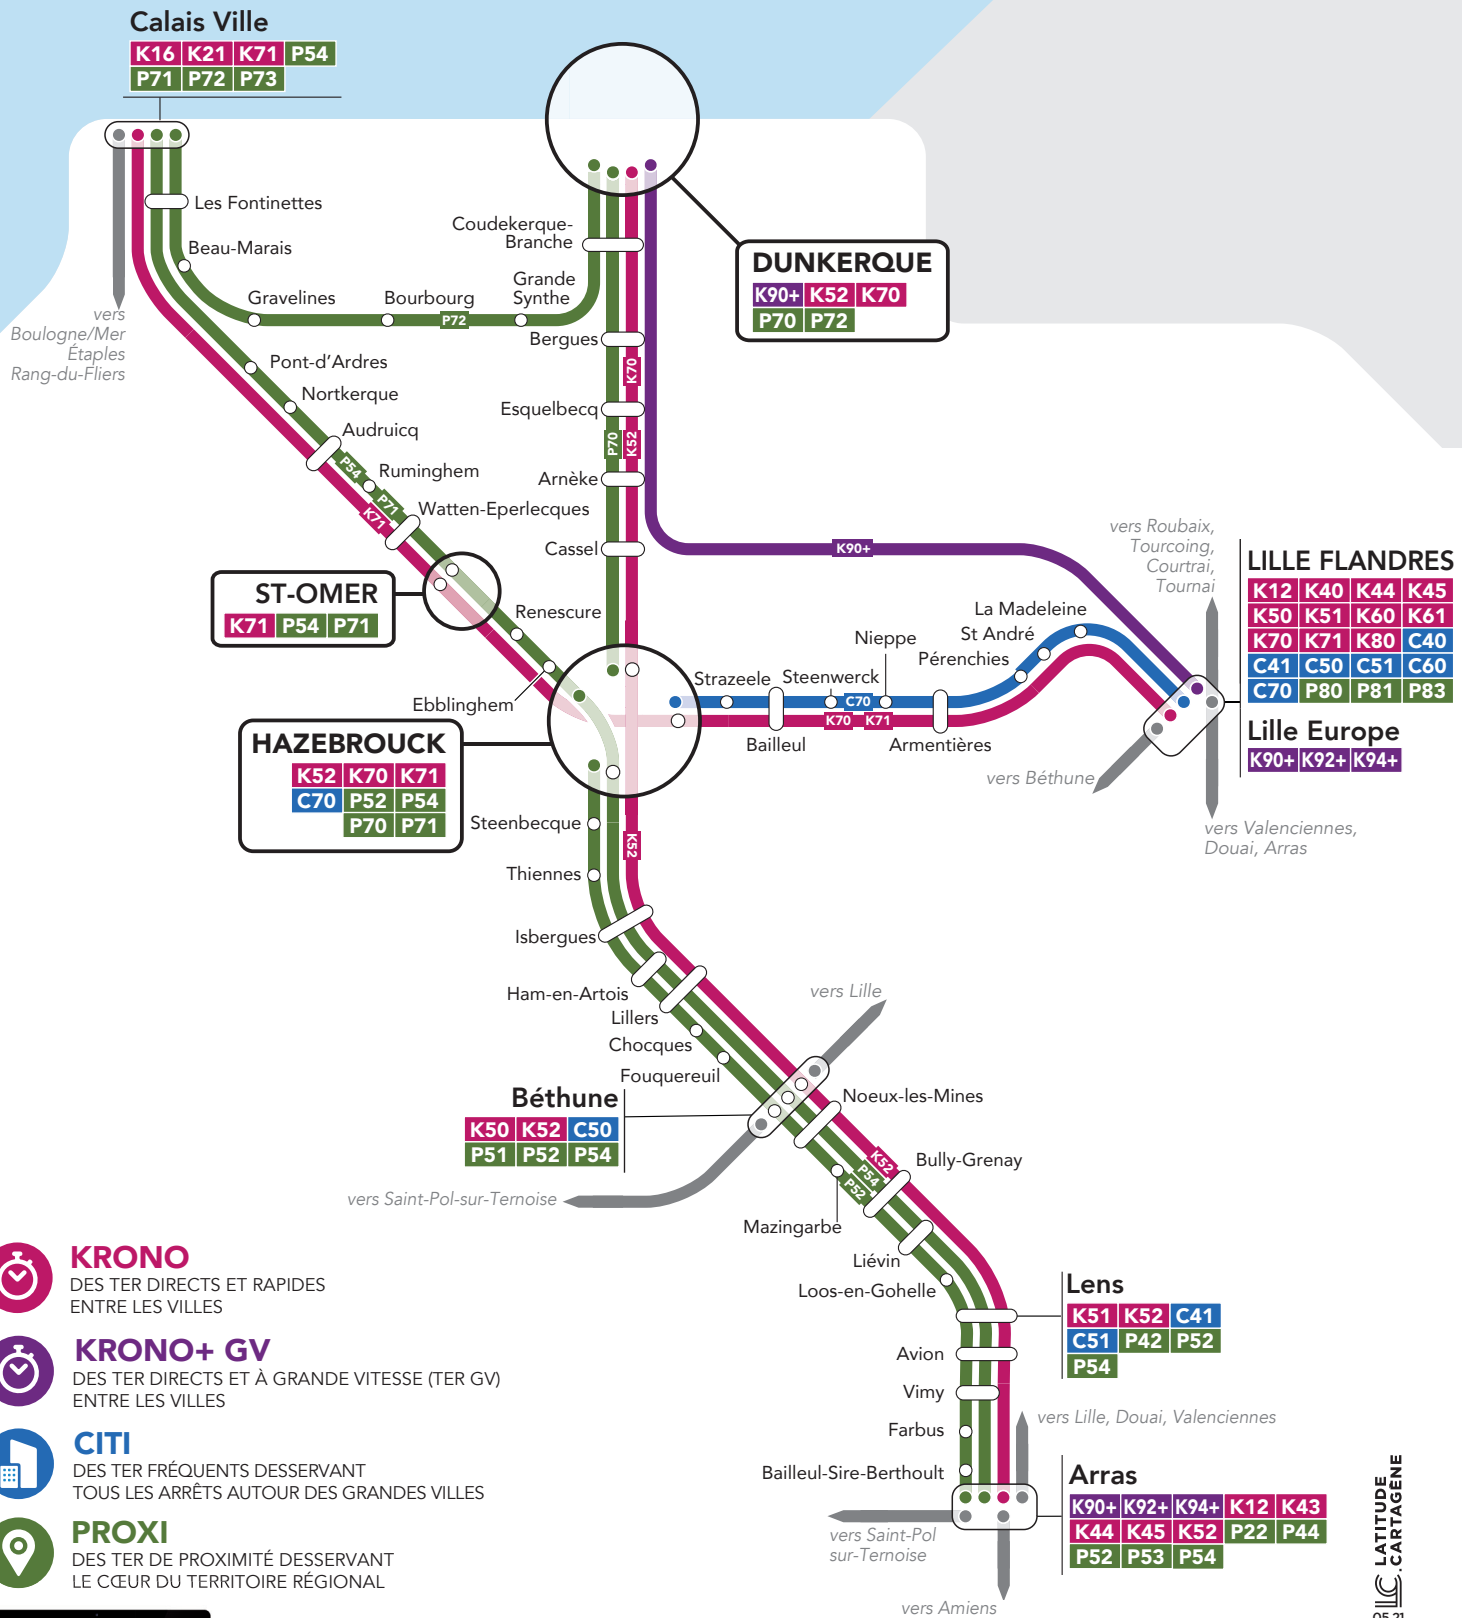 Calais Ville
K16 K21 K71 P54
P71 P72 P73
Les Fontinettes
Beau-Marais
Gravelines
Bourbourg
Grande
Synthe
P72
Coudekerque-
Branche
vers
Boulogne/Mer
Étaples
Rang-du-Fliers
DUNKERQUE
K90+ K52 K70
P70 P72
Bergues
K70
Esquelbecq
P70
K52
Arnèke
Cassel
Pont-d'Ardres
Nortkerque
Audruicq
P54
Ruminghem
P71
K71
Watten-Eperlecques
K90+
ST-OMER
K71 P54 P71
Renescure
Ebblinghem
HAZEBROUCK
K52 K70 K71
C70 P52 P54
P70 P71
Strazeele
Steenwerck
Nieppe
La Madeleine
St André
Pérenchies
C70
K70 K71
Bailleul
Armentières
vers Roubaix,
Tourcoing,
Courtrai,
Tournai
LILLE FLANDRES
K12 K40 K44 K45
K50 K51 K60 K61
K70 K71 K80 C40
C41 C50 C51 C60
C70 P80 P81 P83
Lille Europe
K90+ K92+ K94+
vers Béthune
vers Valenciennes,
Douai, Arras
Steenbecque
K52
Thiennes
Isbergues
Ham-en-Artois
Lillers
Chocques
Fouquereuil
vers Lille
Béthune
K50 K52 C50
P51 P52 P54
Noeux-les-Mines
vers Saint-Pol-sur-Ternoise
K52
P54
P52
Bully-Grenay
Mazingarbe
Liévin
Loos-en-Gohelle
Lens
K51 K52 C41
C51 P42 P52
P54
Avion
Vimy
Farbus
Bailleul-Sire-Berthoult
vers Lille, Douai, Valenciennes
Arras
K90+ K92+ K94+ K12 K43
K44 K45 K52 P22 P44
P52 P53 P54
vers Saint-Pol
sur-Ternoise
vers Amiens
KRONO
DES TER DIRECTS ET RAPIDES
ENTRE LES VILLES
KRONO+ GV
DES TER DIRECTS ET À GRANDE VITESSE (TER GV)
ENTRE LES VILLES
CITI
DES TER FRÉQUENTS DESSERVANT
TOUS LES ARRÊTS AUTOUR DES GRANDES VILLES
PROXI
DES TER DE PROXIMITÉ DESSERVANT
LE CŒUR DU TERRITOIRE RÉGIONAL
LATITUDE
.CARTAGÈNE
05.21